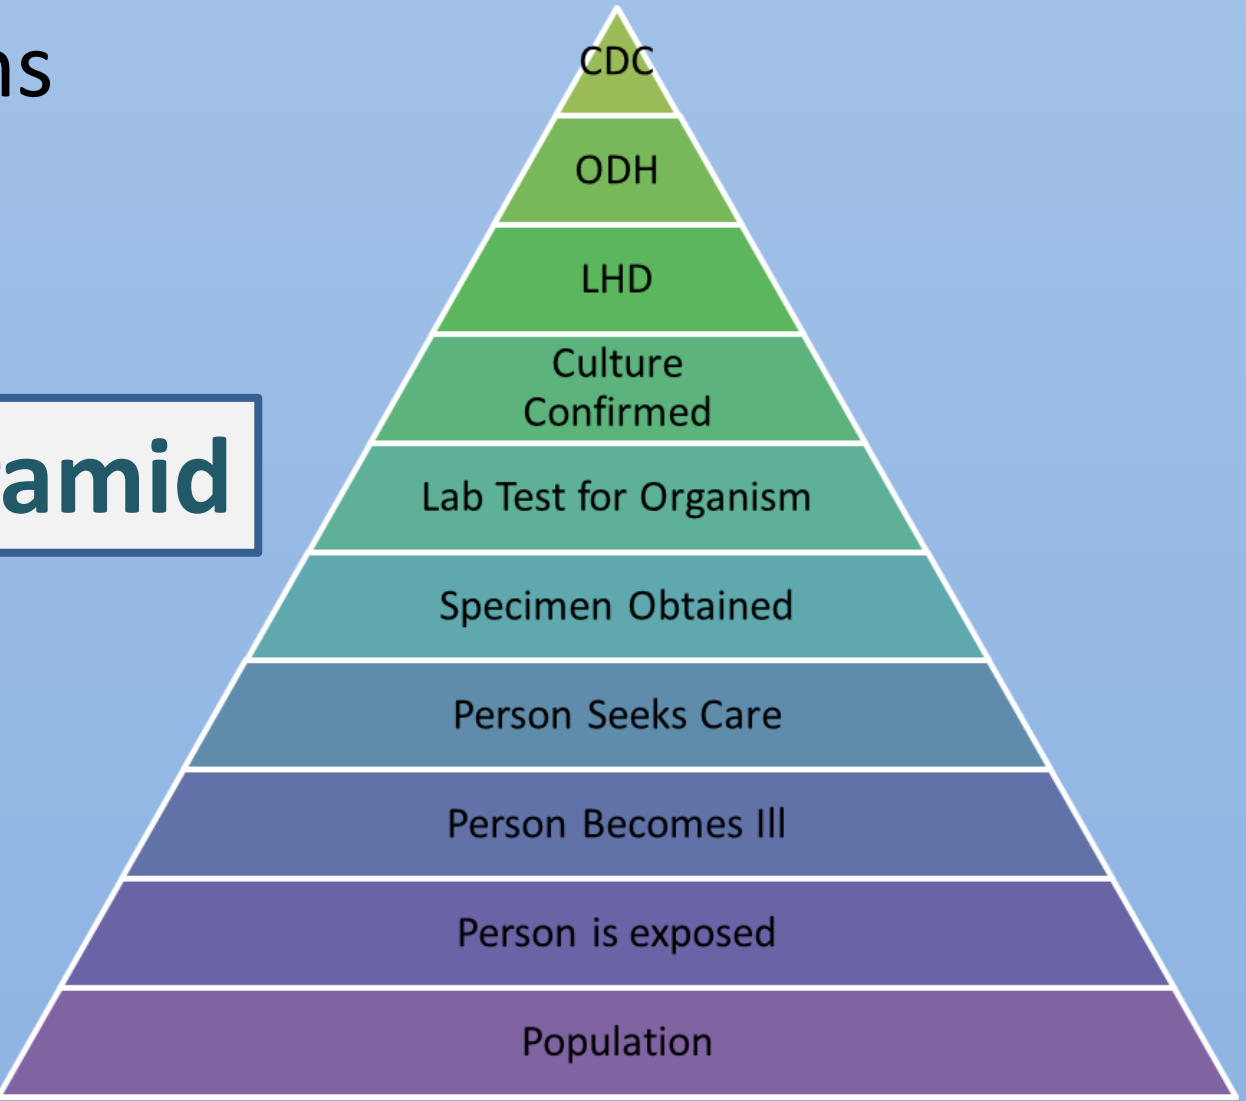 ns
CDC
ODH
LHD
Culture
Confirmed
ramid
Lab Test for Organism
Specimen Obtained
Person Seeks Care
Person Becomes Ill
Person is exposed
Population